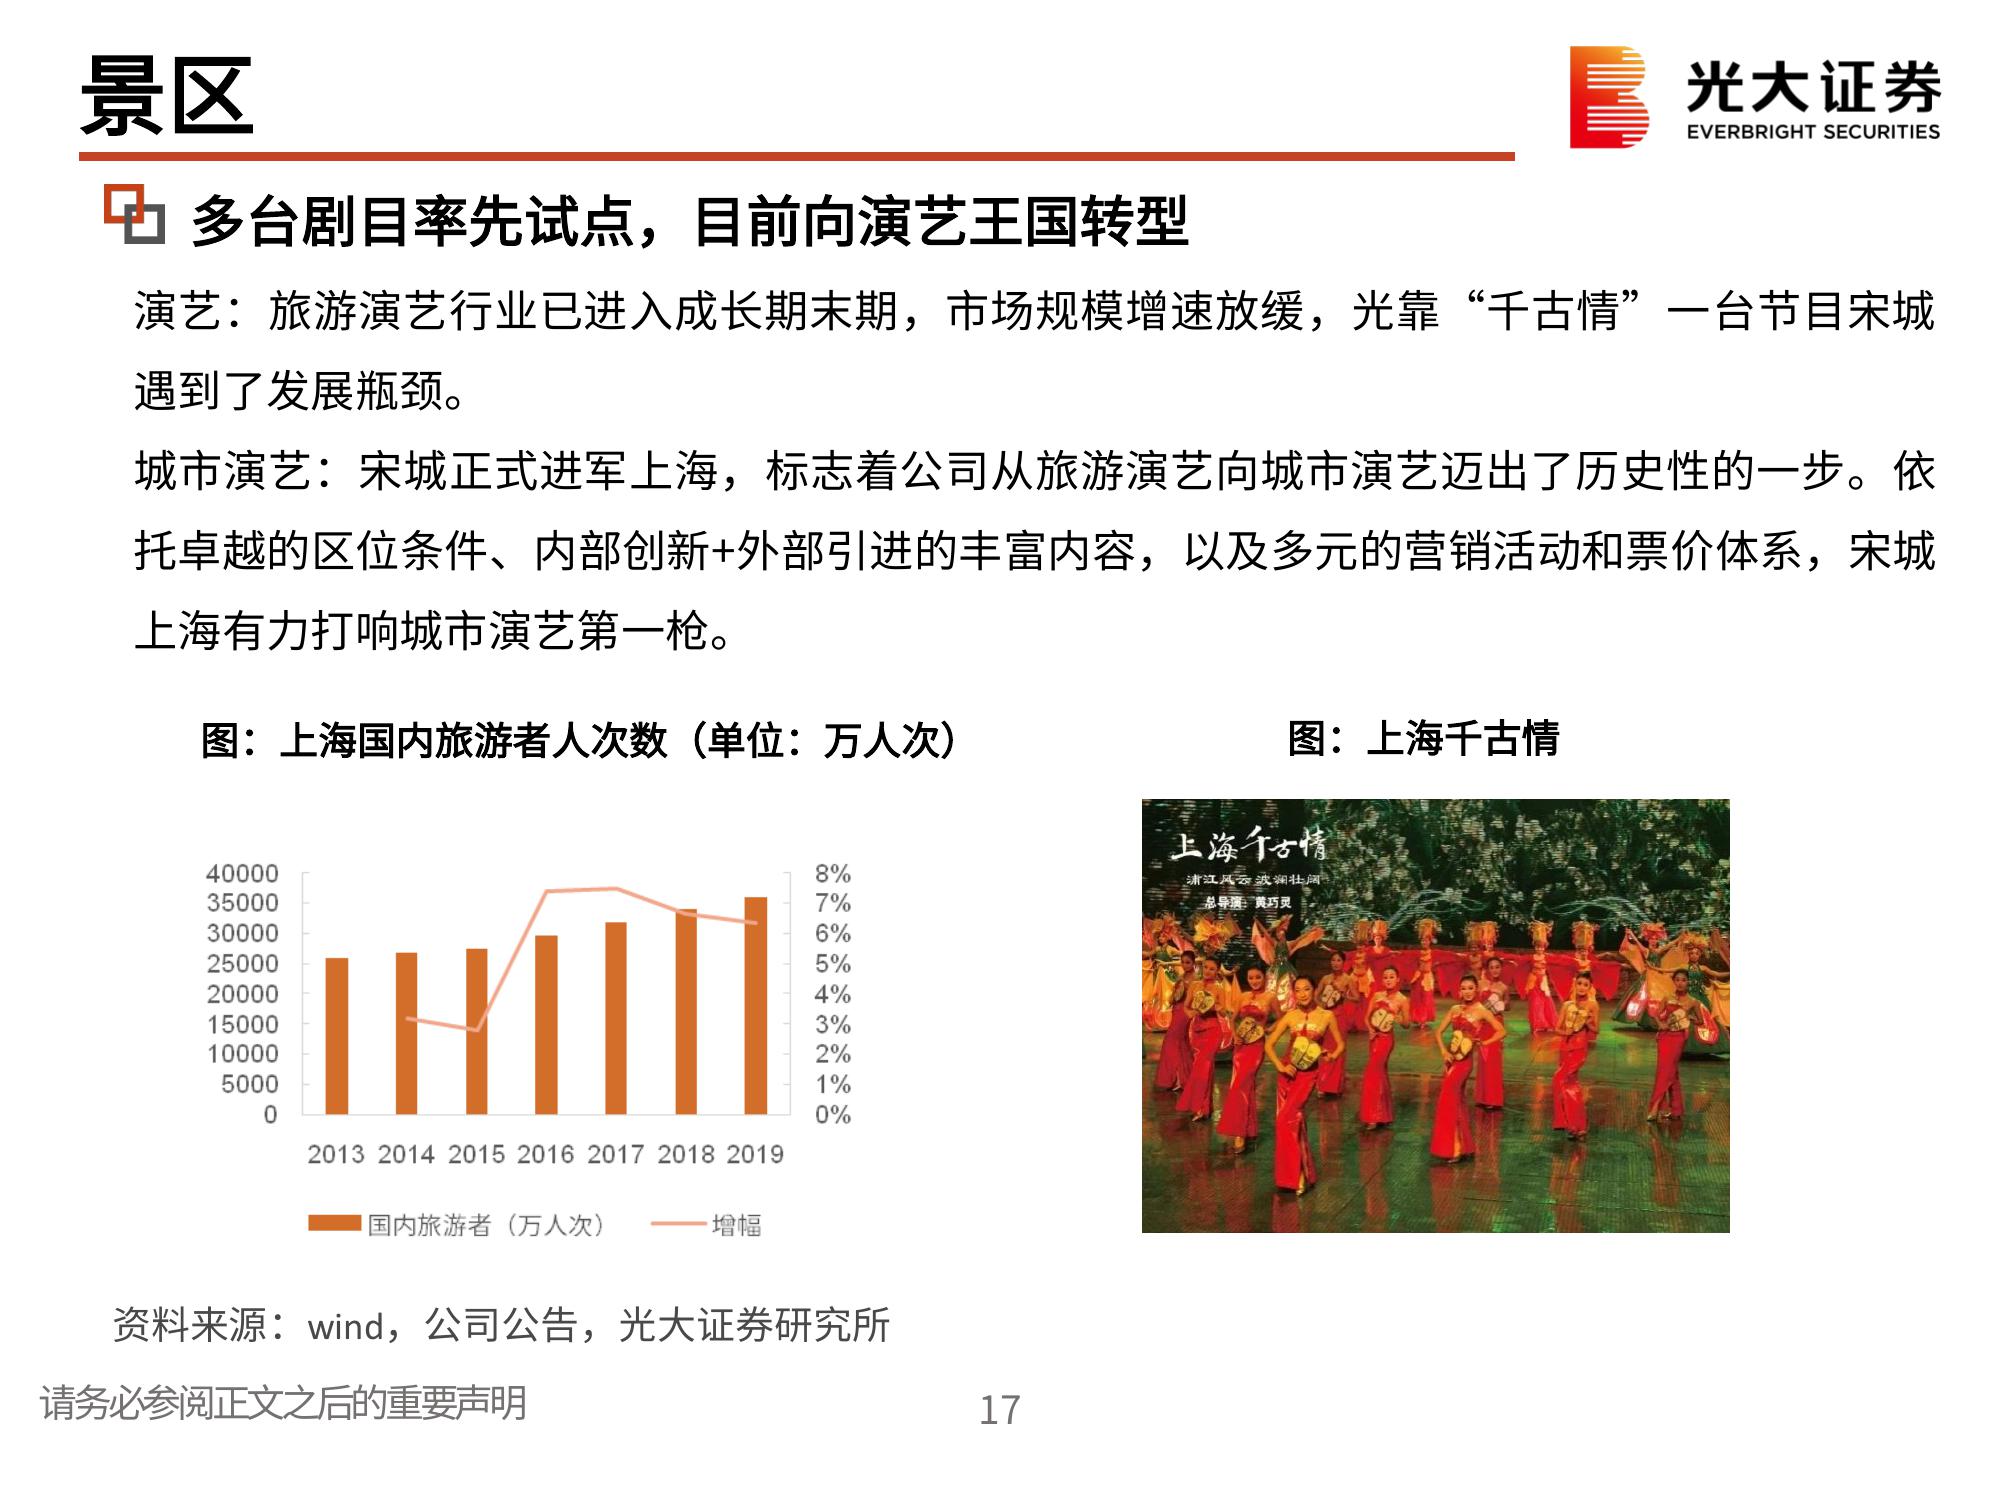 景区
光大证券
EVERBRIGHT SECURITIES
多台剧目率先试点，目前向演艺王国转型
演艺：旅游演艺行业已进入成长期末期，市场规模增速放缓，光靠“千古情”一台节目宋城
遇到了发展瓶颈。
城市演艺：宋城正式进军上海，标志着公司从旅游演艺向城市演艺迈出了历史性的一步。依
托卓越的区位条件、内部创新+外部引进的丰富内容，以及多元的营销活动和票价体系，宋城
上海有力打响城市演艺第一枪。
图：上海国内旅游者人次数（单位：万人次）
图：上海千古情
40000 8%
35000 7%
30000 6%
25000 5%
20000 4%
15000 3%
10000 2%
5000 1%
0 0%
2013 2014 2015 2016 2017 2018 2019
国内旅游者（万人次） 增幅
上海千古情
浦江风云 波澜壮阔
总导演：黄巧灵
资料来源：wind，公司公告，光大证券研究所
请务必参阅正文之后的重要声明
17